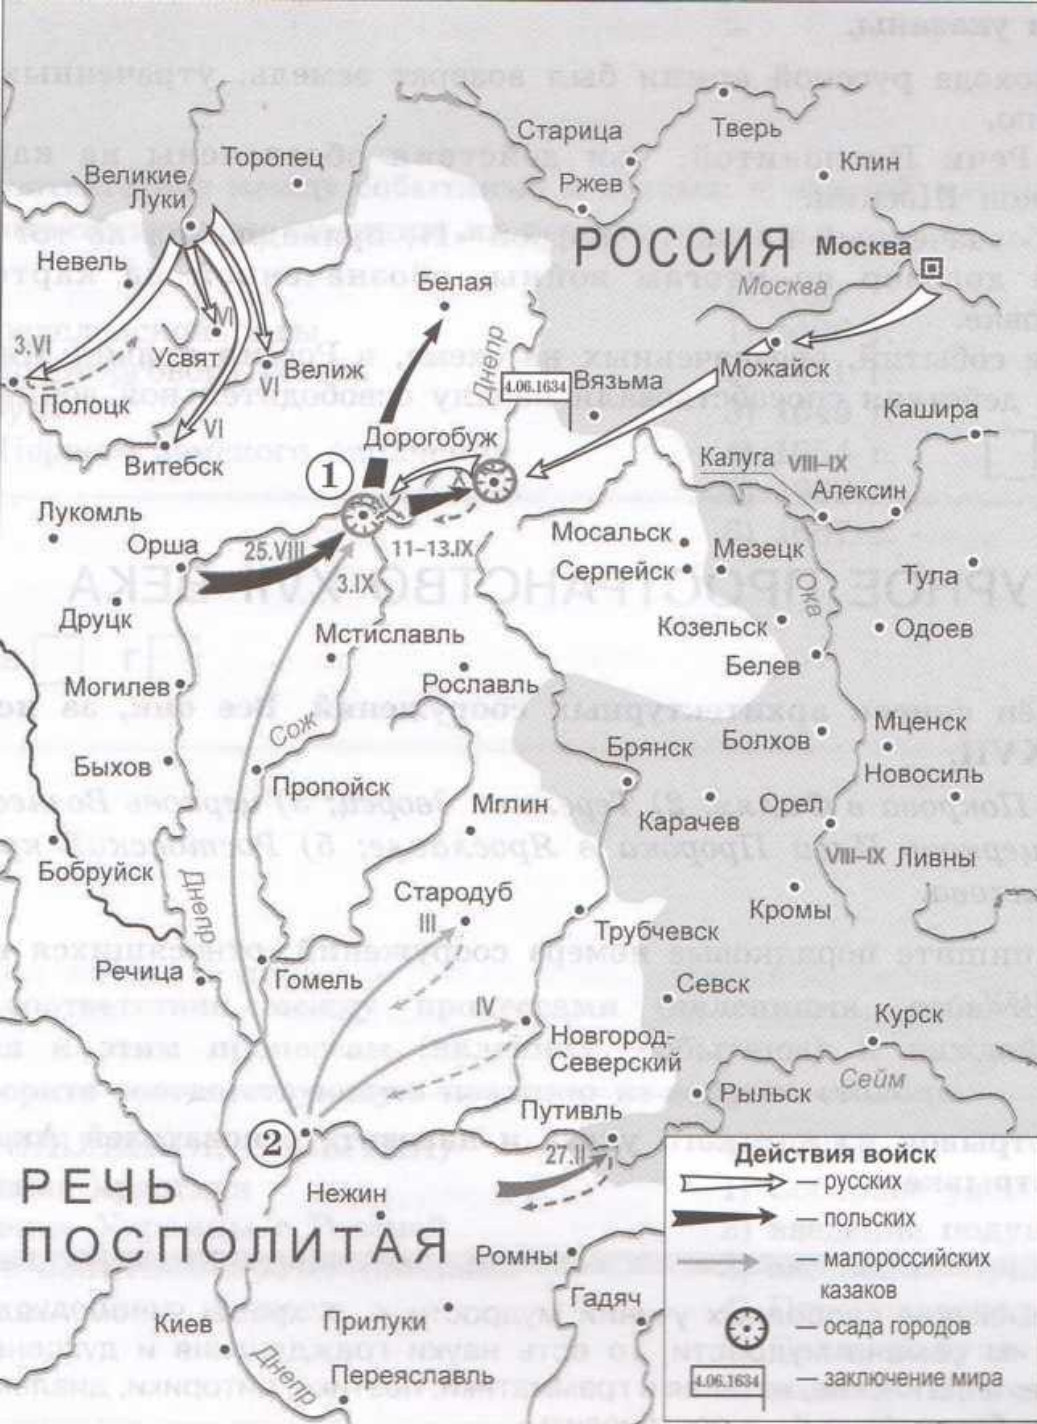 Старица
Тверь
Торопец
Великие
Луки
Ржев
Клин
РОССИЯ
Москва
Невель
Белая
Москва
Днепр
VI
3.VI
Усвят
Велиж
VI
4.06.1634
Вязьма
Можайск
Полоцк
Кашира
VI
Витебск
Дорогобуж
1
X
Калуга
VIII–IX
Алексин
Лукомль
Орша
25.VIII
11–13.IX
3.IX
Мосальск
Мезецк
Серпейск
Тула
Ока
Друцк
Мстиславль
Козельск
Одоев
Белев
Могилев
Рославль
Сож
Мценск
Быхов
Брянск
Болхов
Пропойск
Новосиль
Мглин
Карачев
Орел
Бобруйск
VIII–IX
Ливны
Днепр
Стародуб
III
Кромы
Трубчевск
Речица
Гомель
Севск
IV
Новгород-
Северский
Курск
Сейм
Рыльск
Путивль
2
27.II
РЕЧЬ
ПОСПОЛИТАЯ
Нежин
Ромны
Гадяч
Киев
Прилуки
Днепр
Переяславль
Действия войск
— русских
— польских
— малороссийских
казаков
— осада городов
4.06.1634
— заключение мира